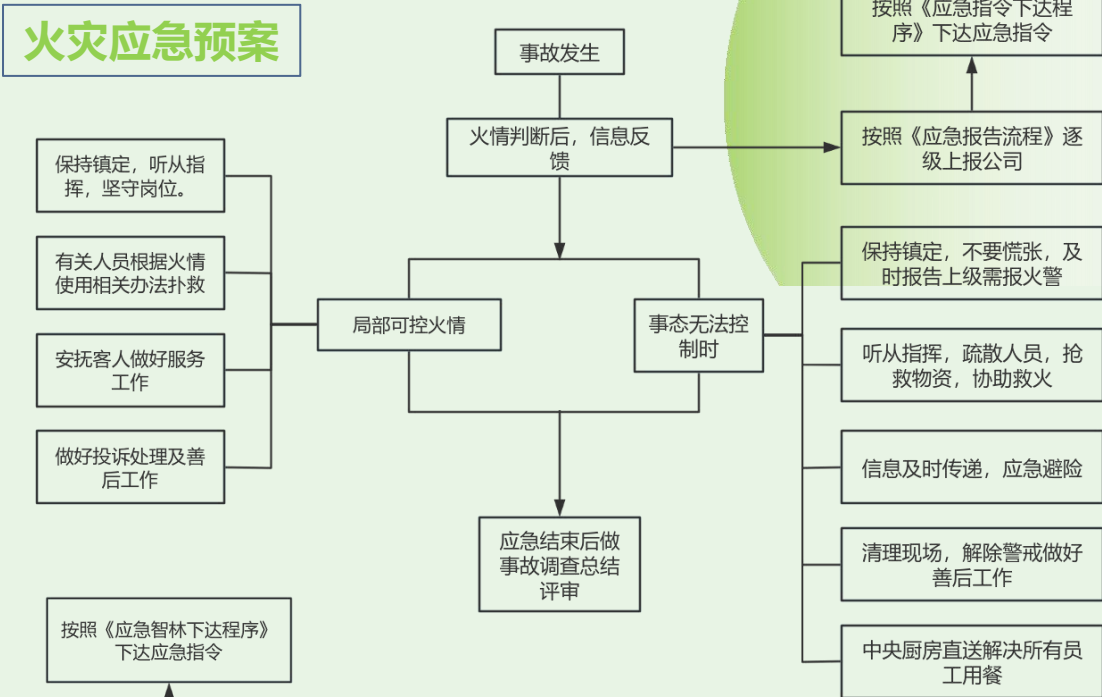 火灾应急预案
事故发生
按照《应急指令下达程
序》下达应急指令
火情判断后，信息反
馈
按照《应急报告流程》逐
级上报公司
保持镇定，听从指
挥，坚守岗位。
有关人员根据火情
使用相关办法扑救
安抚客人做好服务
工作
做好投诉处理及善
后工作
局部可控火情
事态无法控
制时
保持镇定，不要慌张，及
时报告上级需报火警
听从指挥，疏散人员，抢
救物资，协助救火
信息及时传递，应急避险
清理现场，解除警戒做好
善后工作
中央厨房直送解决所有员
工用餐
应急结束后做
事故调查总结
评审
按照《应急智林下达程序》
下达应急指令